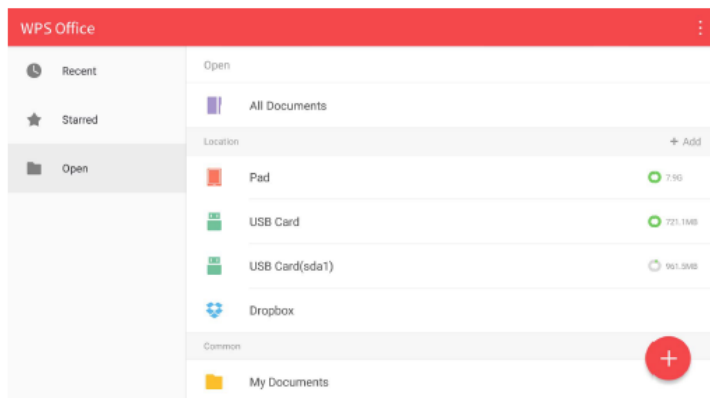 WPS Office
Recent
Starred
Open
Open
All Documents
Location
+ Add
Pad
7.9G
USB Card
721.1MB
USB Card(sda1)
961.5MB
Dropbox
Common
My Documents